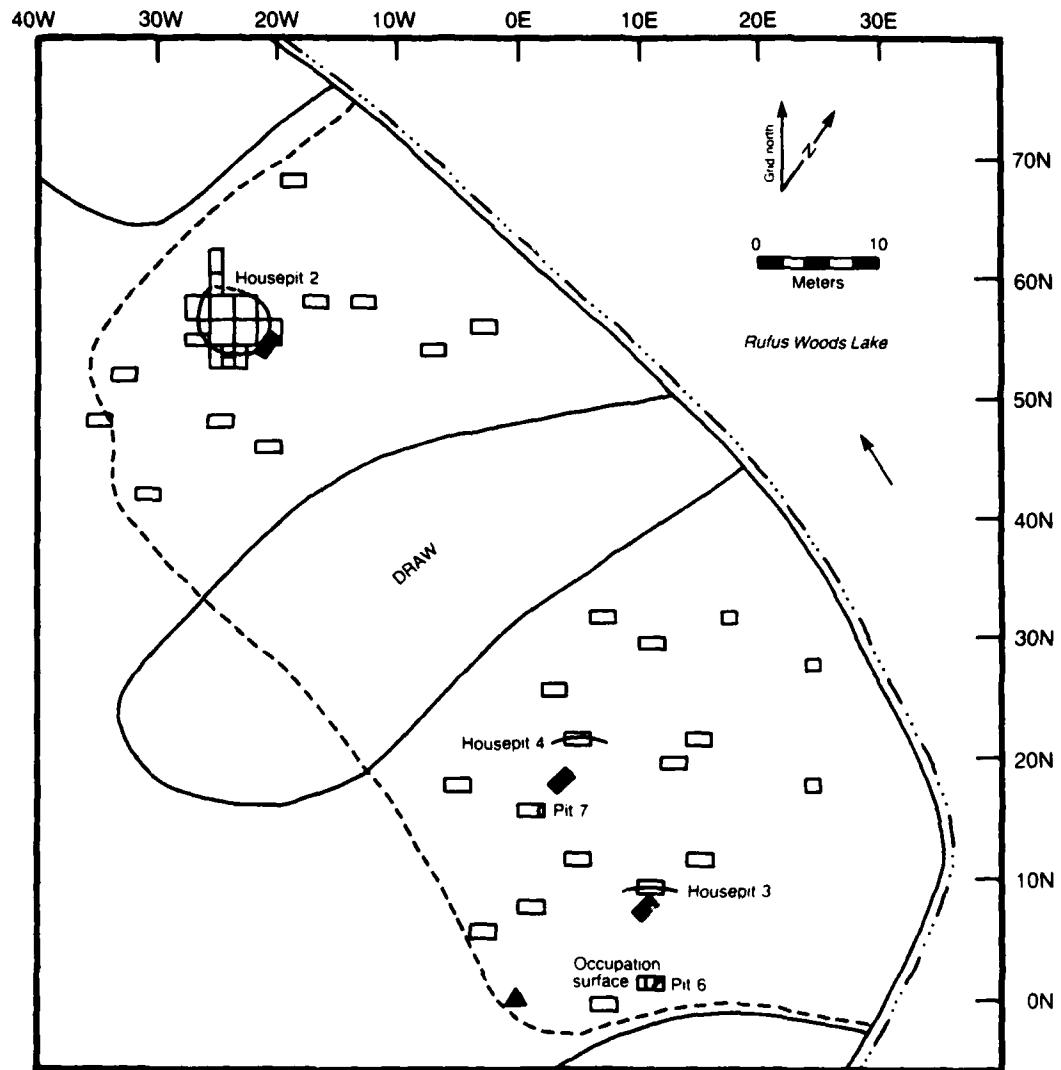 40W 30W 20W 10W 0E 10E 20E 30E
Grid north
N
70N
0 10
Meters
Housepit 2
60N
Rufus Woods Lake
50N
40N
DRAW
30N
Housepit 4
20N
Pit 7
10N
Housepit 3
Occupation
surface
Pit 6
0N